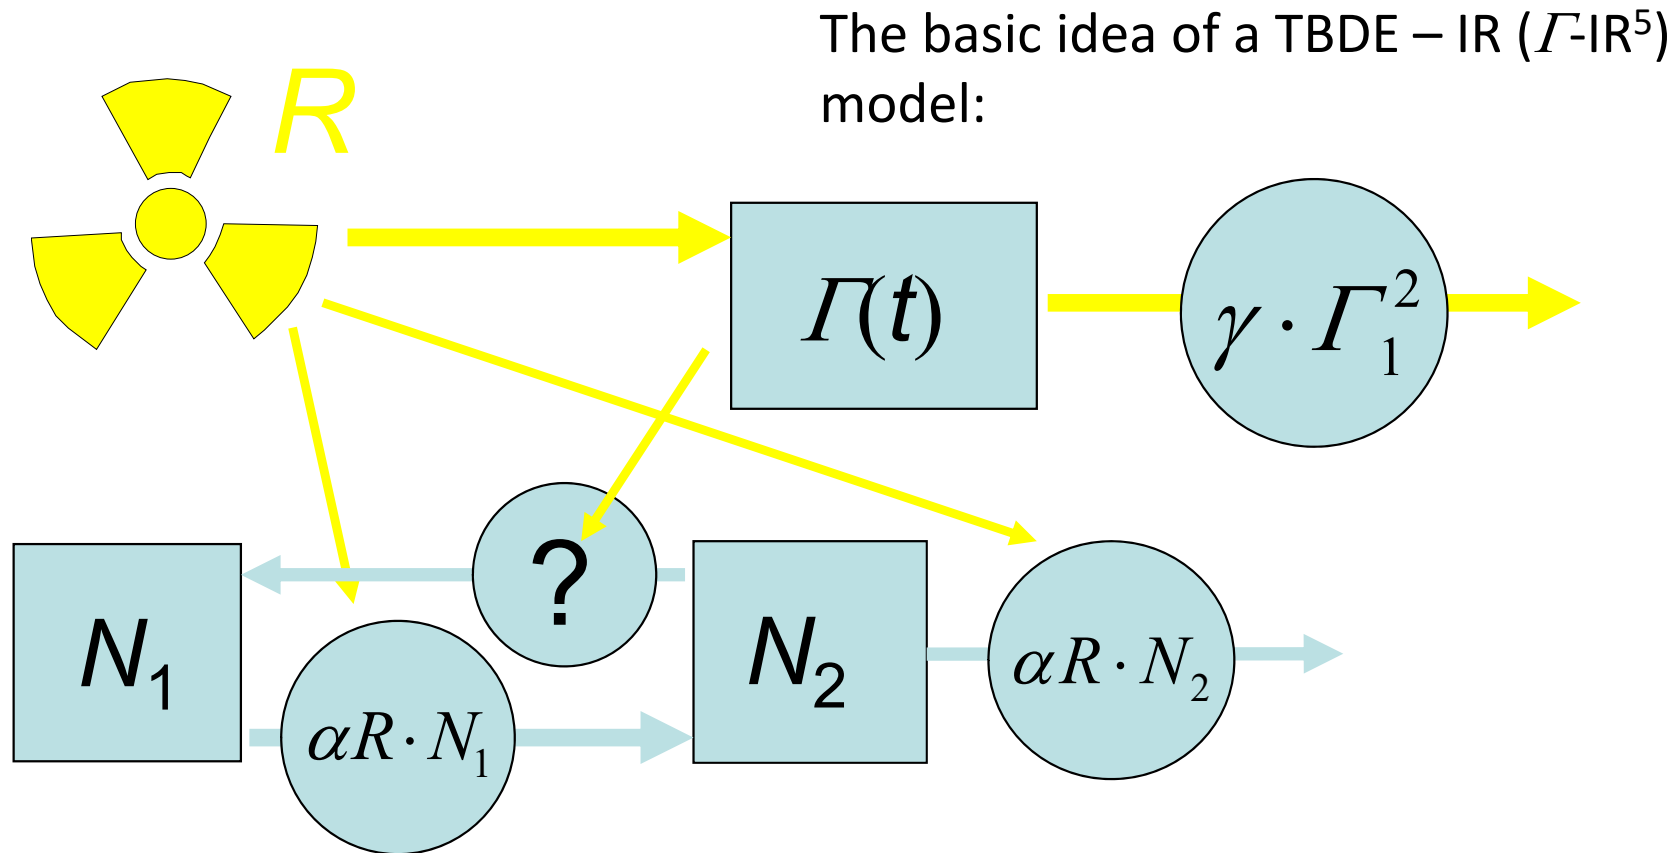 The basic idea of a TBDE – IR (Γ-IR⁵)
model:
R
Γ(t)
γ · Γ₁²
?
N₁
N₂
αR · N₂
αR · N₁